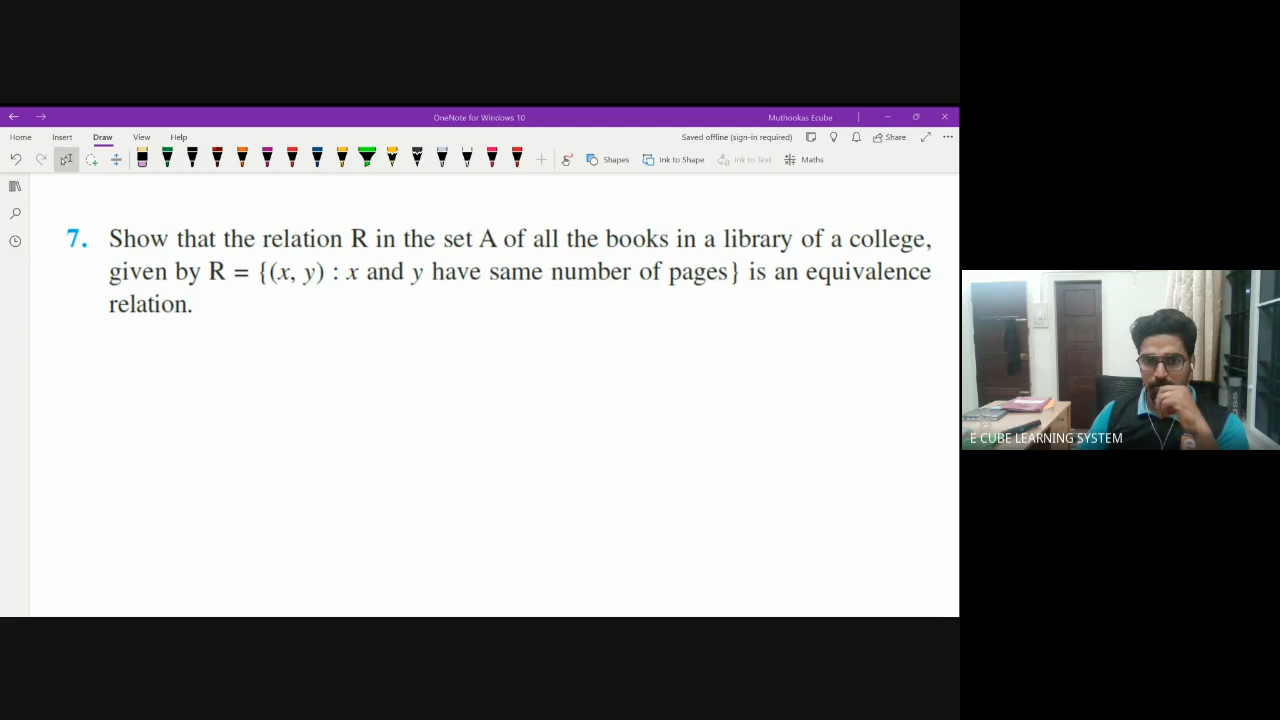 OneNote for Windows 10
Muthookas Ecube
Home Insert Draw View Help
Saved offline (sign-in required)
Share
Shapes
Ink to Shape
Ink to Text
Maths
7. Show that the relation R in the set A of all the books in a library of a college,
given by R = {(x, y) : x and y have same number of pages} is an equivalence
relation.
E CUBE LEARNING SYSTEM